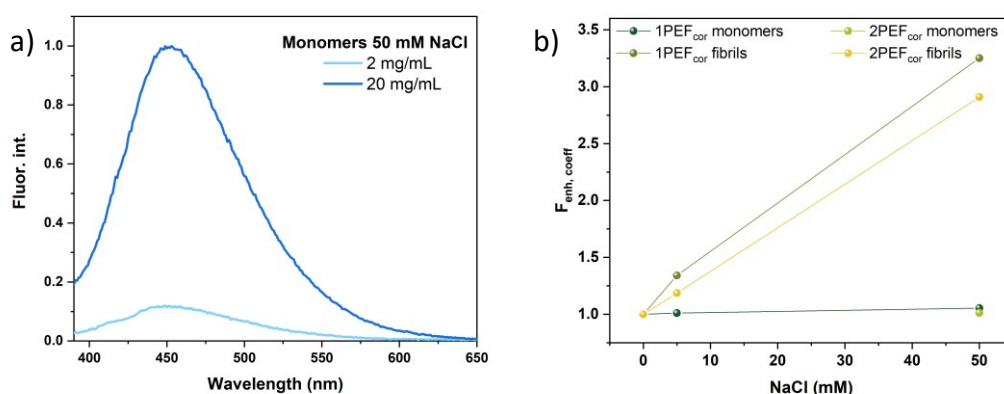 a)
Monomers 50 mM NaCl
2 mg/mL
20 mg/mL
Fluor. int.
1.0
0.8
0.6
0.4
0.2
0.0
400 450 500 550 600 650
Wavelength (nm)
b)
1PEFcor monomers 2PEFcor monomers
1PEFcor fibrils 2PEFcor fibrils
Fenh, coeff
3.5
3.0
2.5
2.0
1.5
1.0
0 10 20 30 40 50
NaCl (mM)